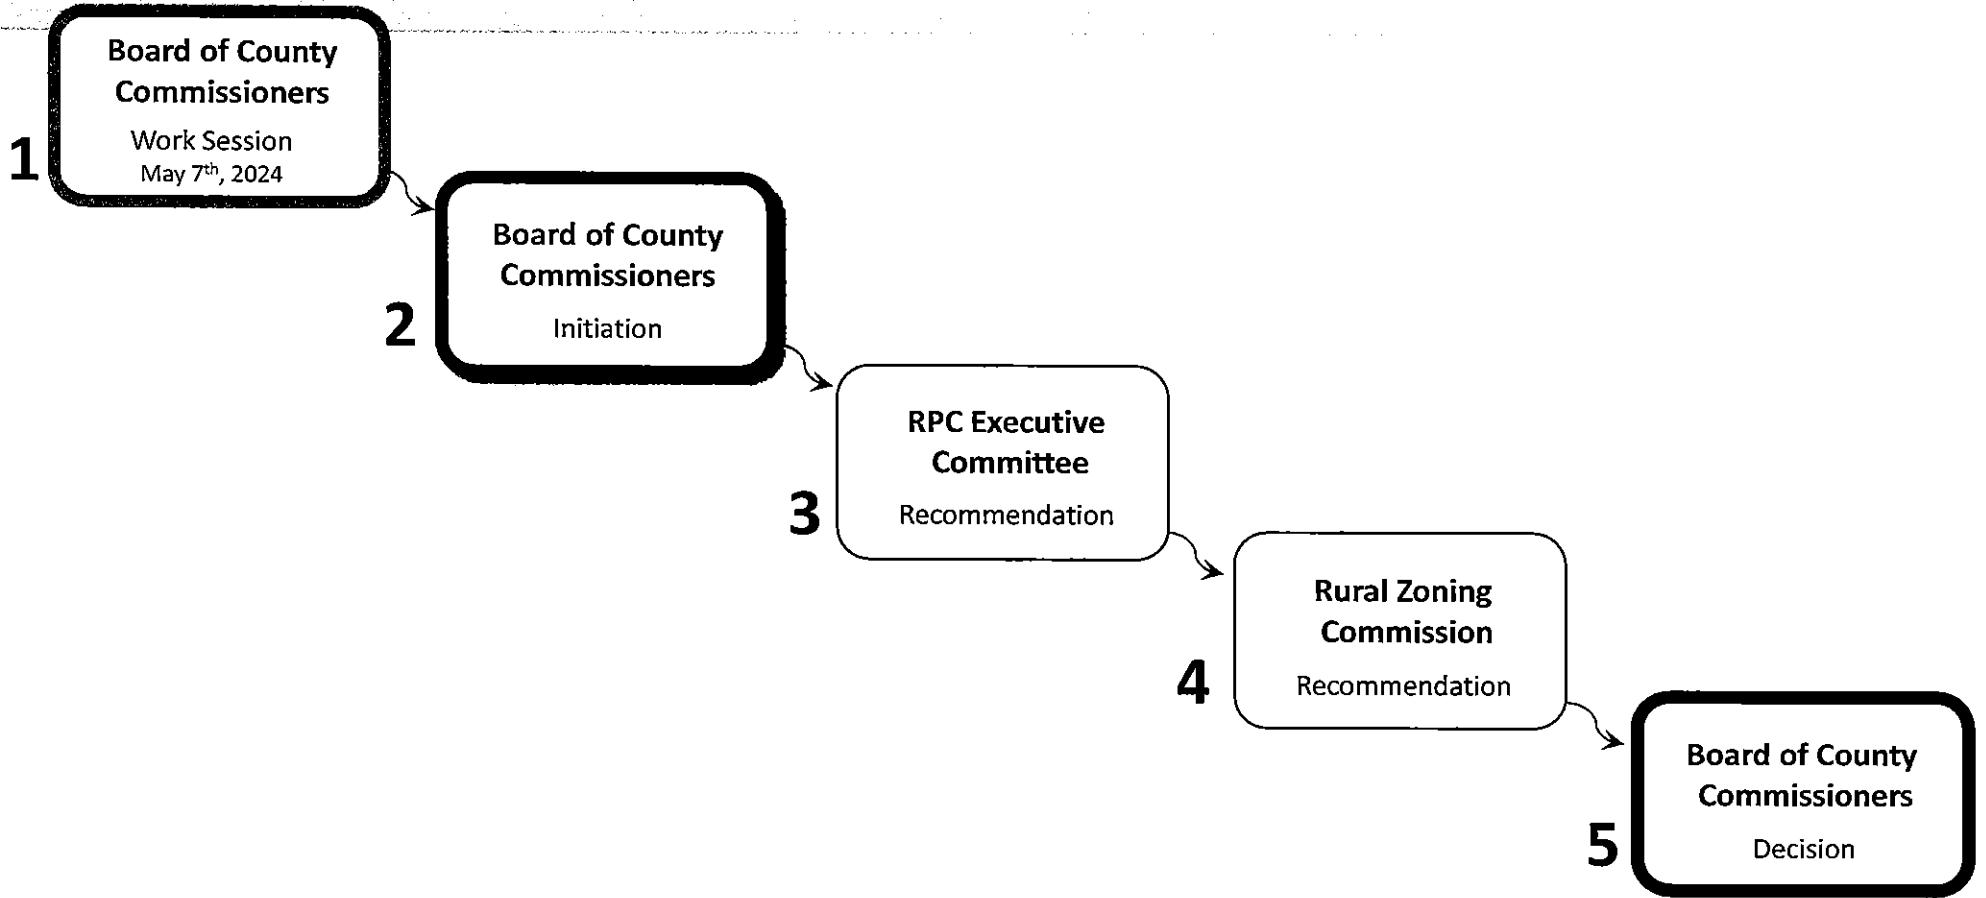 1
Board of County
Commissioners
Work Session
May 7th, 2024
2
Board of County
Commissioners
Initiation
3
RPC Executive
Committee
Recommendation
4
Rural Zoning
Commission
Recommendation
5
Board of County
Commissioners
Decision